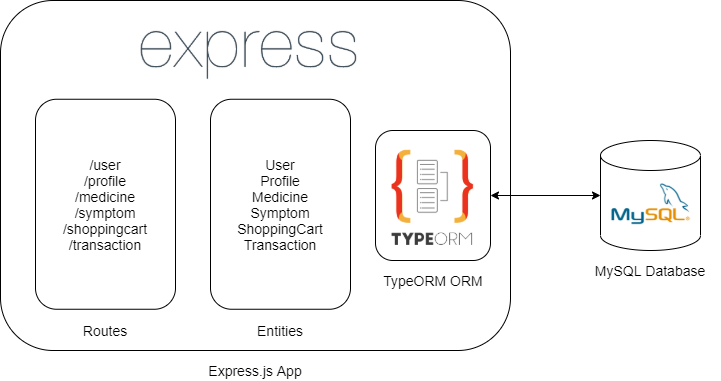 express
/user
/profile
/medicine
/symptom
/shoppingcart
/transaction
Routes
User
Profile
Medicine
Symptom
ShoppingCart
Transaction
Entities
TYPEORM
TypeORM ORM
Express.js App
MySQL
MySQL Database